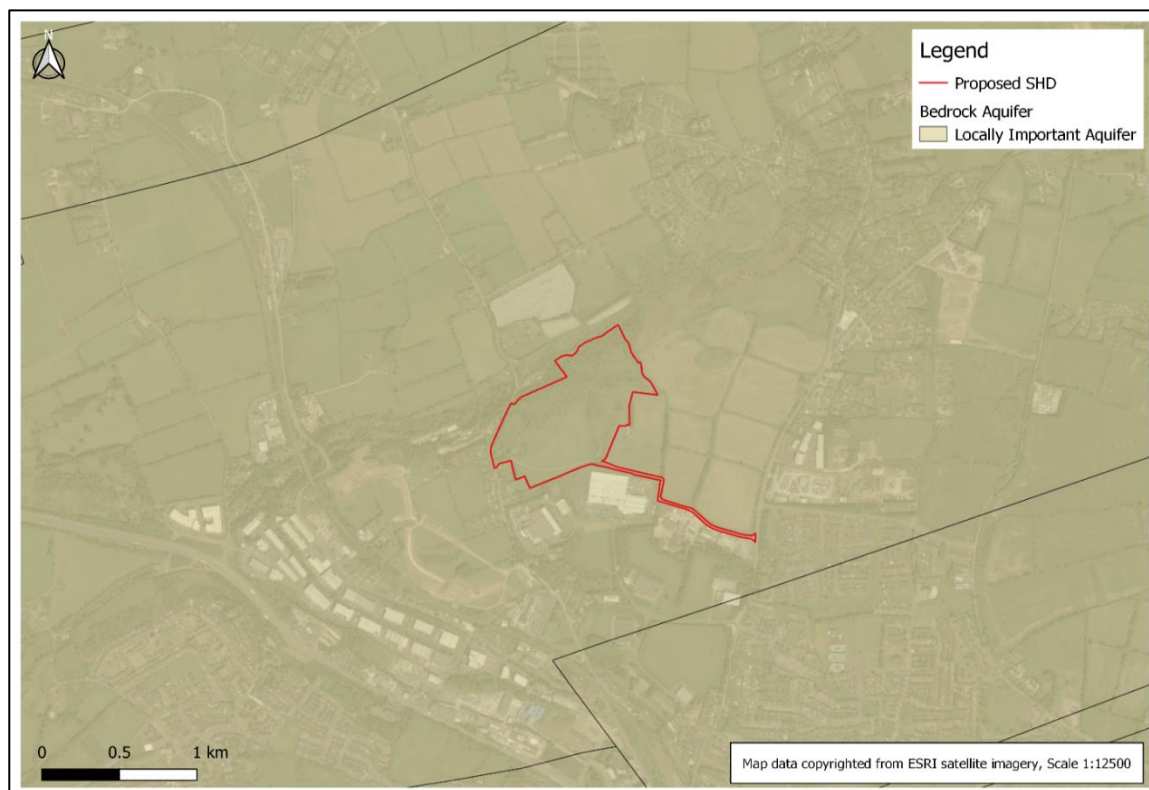 N
Legend
Proposed SHD
Bedrock Aquifer
Locally Important Aquifer
0 0.5 1 km
Map data copyrighted from ESRI satellite imagery, Scale 1:12500